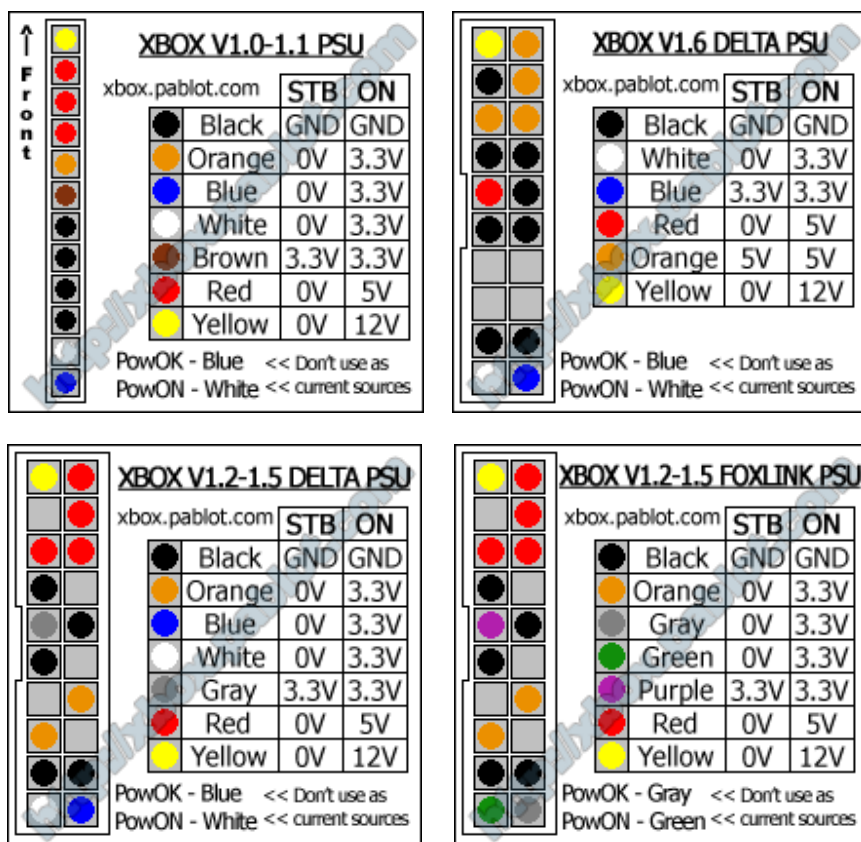 <-- Front
XBOX V1.0-1.1 PSU
xbox.pablot.com STB ON
Black GND GND
Orange 0V 3.3V
Blue 0V 3.3V
White 0V 3.3V
Brown 3.3V 3.3V
Red 0V 5V
Yellow 0V 12V
PowOK - Blue << Don't use as
PowON - White << current sources
XBOX V1.6 DELTA PSU
xbox.pablot.com STB ON
Black GND GND
White 0V 3.3V
Blue 3.3V 3.3V
Red 0V 5V
Orange 5V 5V
Yellow 0V 12V
PowOK - Blue << Don't use as
PowON - White << current sources
XBOX V1.2-1.5 DELTA PSU
xbox.pablot.com STB ON
Black GND GND
Orange 0V 3.3V
Blue 0V 3.3V
White 0V 3.3V
Gray 3.3V 3.3V
Red 0V 5V
Yellow 0V 12V
PowOK - Blue << Don't use as
PowON - White << current sources
XBOX V1.2-1.5 FOXLINK PSU
xbox.pablot.com STB ON
Black GND GND
Orange 0V 3.3V
Gray 0V 3.3V
Green 0V 3.3V
Purple 3.3V 3.3V
Red 0V 5V
Yellow 0V 12V
PowOK - Gray << Don't use as
PowON - Green << current sources